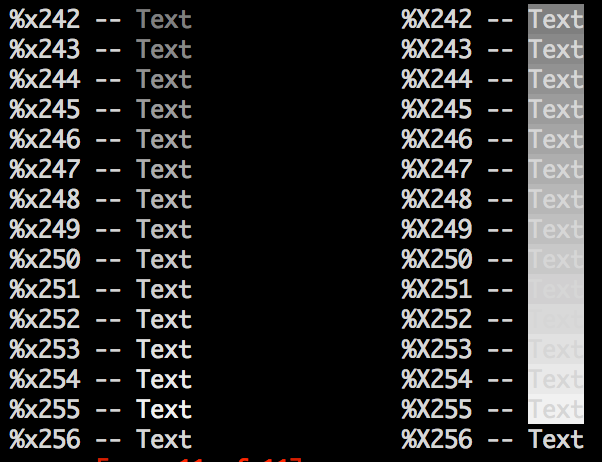 %x242 -- Text %X242 -- Text
%x243 -- Text %X243 -- Text
%x244 -- Text %X244 -- Text
%x245 -- Text %X245 -- Text
%x246 -- Text %X246 -- Text
%x247 -- Text %X247 -- Text
%x248 -- Text %X248 -- Text
%x249 -- Text %X249 -- Text
%x250 -- Text %X250 -- Text
%x251 -- Text %X251 -- Text
%x252 -- Text %X252 -- Text
%x253 -- Text %X253 -- Text
%x254 -- Text %X254 -- Text
%x255 -- Text %X255 -- Text
%x256 -- Text %X256 -- Text